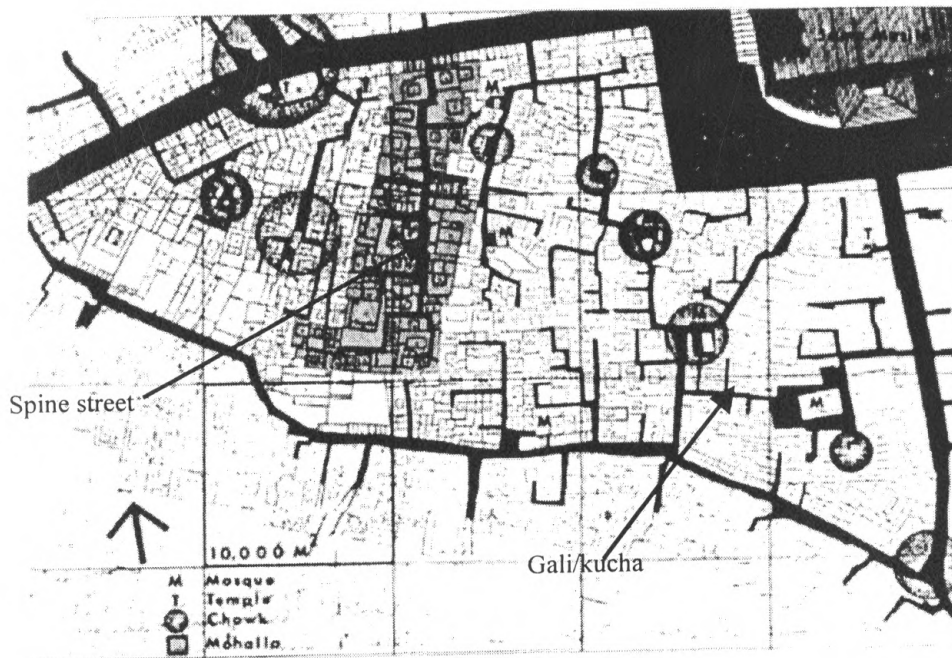 T
M
M
T
Spine street
M
M
Gali/kucha
10,000 M²
M Mosque
T Temple
Chowk
Mohalla